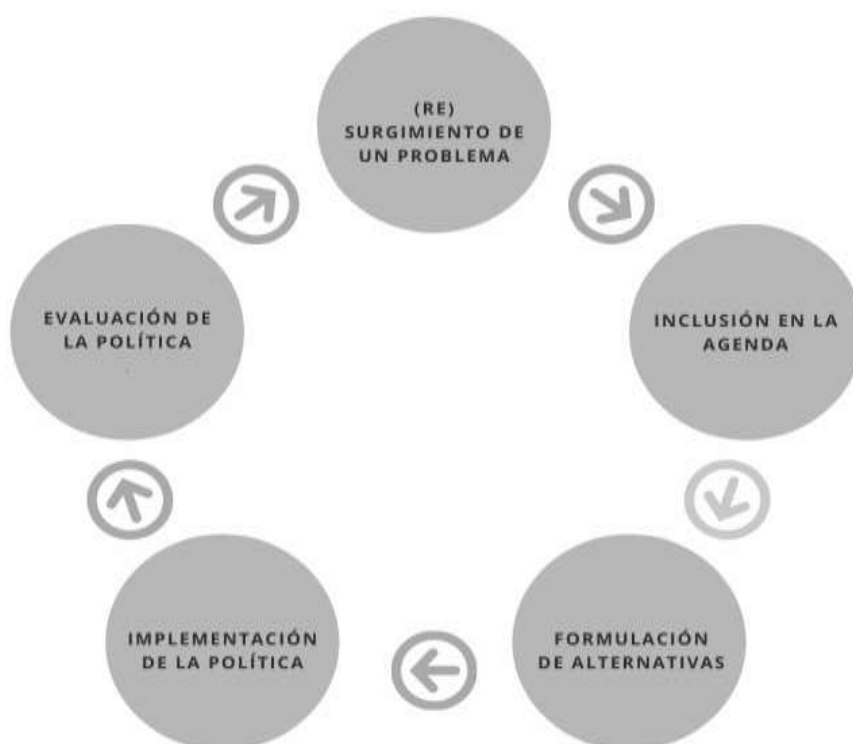 (RE)
SURGIMIENTO DE
UN PROBLEMA
INCLUSIÓN EN LA
AGENDA
FORMULACIÓN
DE ALTERNATIVAS
IMPLEMENTACIÓN
DE LA POLÍTICA
EVALUACIÓN DE
LA POLÍTICA